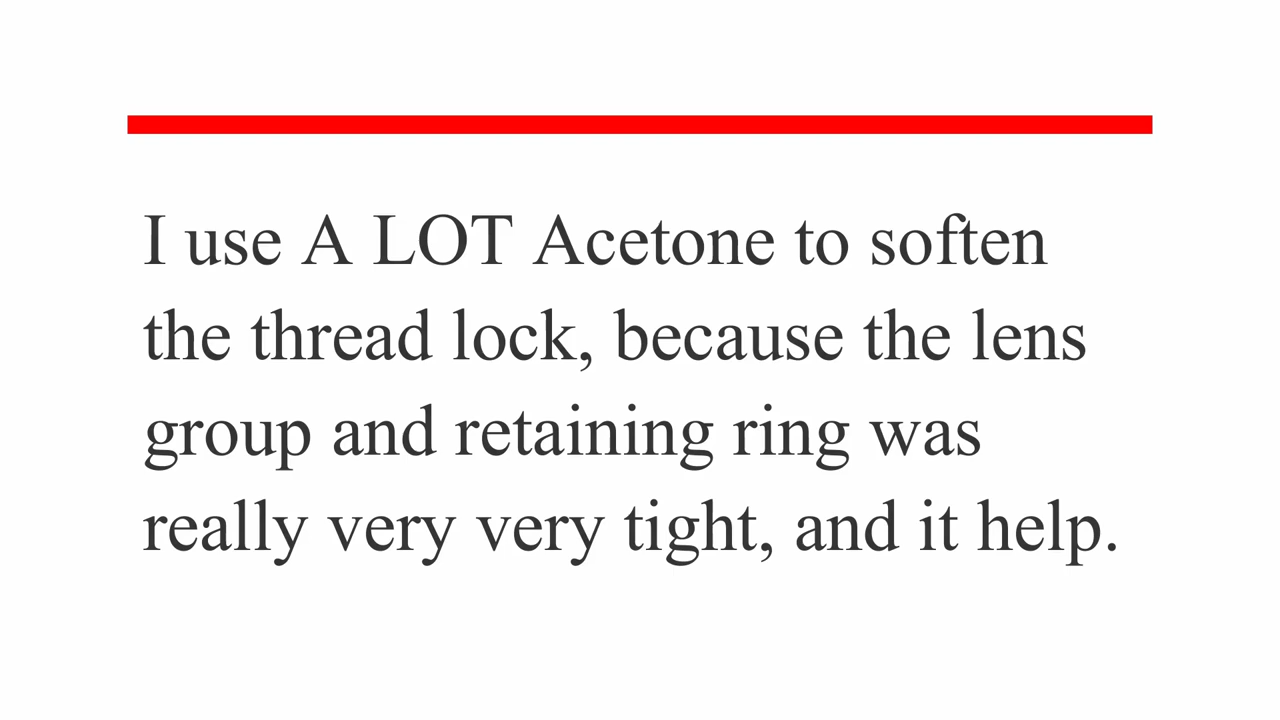 I use A LOT Acetone to soften
the thread lock, because the lens
group and retaining ring was
really very very tight, and it help.